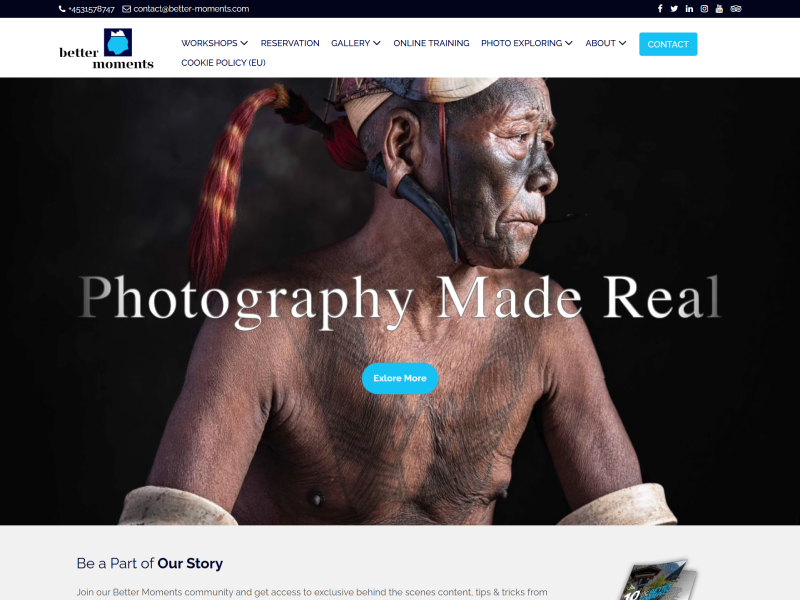 +4531578747 contact@better-moments.com
better
moments
WORKSHOPS RESERVATION GALLERY ONLINE TRAINING PHOTO EXPLORING ABOUT CONTACT
COOKIE POLICY (EU)
Photography Made Real
Exlore More
Be a Part of Our Story
Join our Better Moments community and get access to exclusive behind the scenes content, tips & tricks from
10